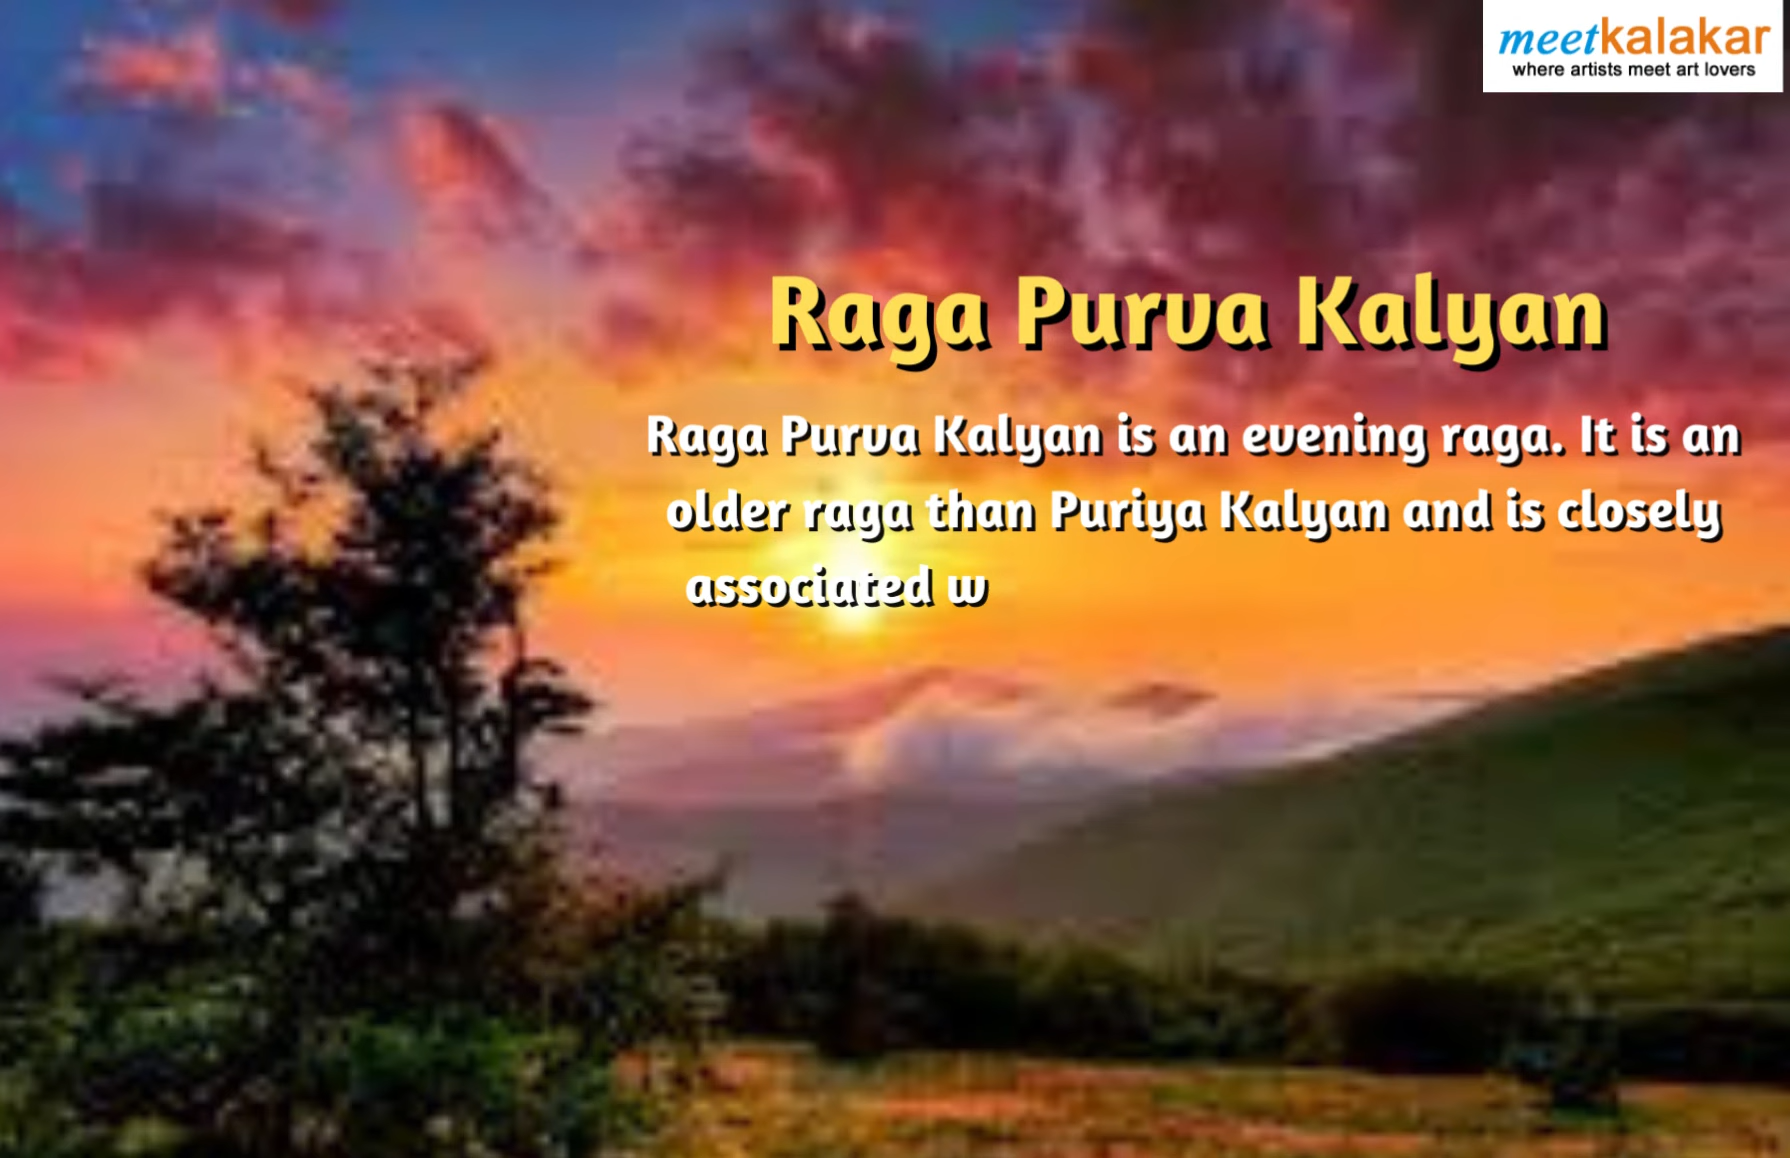 meetkalakar
where artists meet art lovers
Raga Purva Kalyan
Raga Purva Kalyan is an evening raga. It is an
older raga than Puriya Kalyan and is closely
associated w